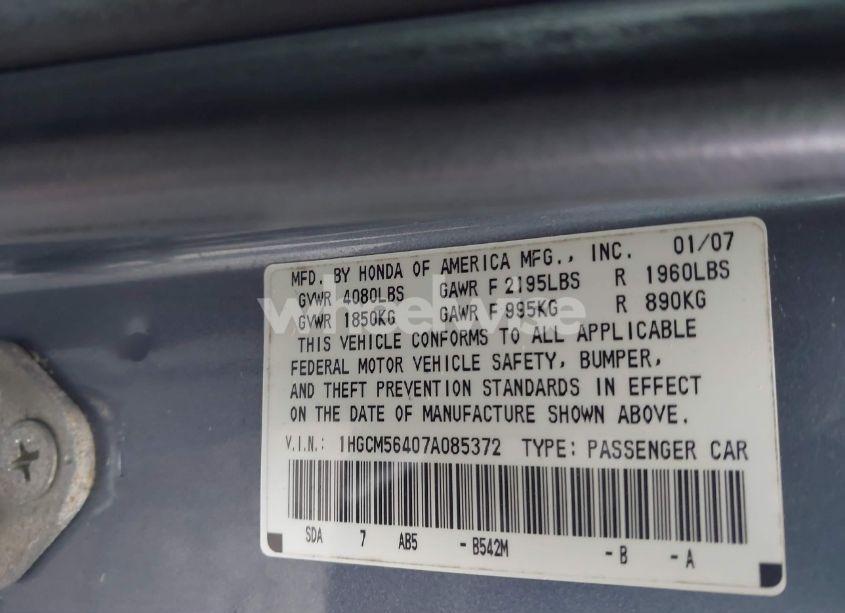 MFD. BY HONDA OF AMERICA MFG., INC. 01/07
GVWR 4080LBS GAWR F 2195LBS R 1960LBS
GVWR 1850KG GAWR F 995KG R 890KG
THIS VEHICLE CONFORMS TO ALL APPLICABLE
FEDERAL MOTOR VEHICLE SAFETY, BUMPER,
AND THEFT PREVENTION STANDARDS IN EFFECT
ON THE DATE OF MANUFACTURE SHOWN ABOVE.
V.I.N.: 1HGCM56407A085372 TYPE: PASSENGER CAR
SDA 7 AB5 - B542M - B - A